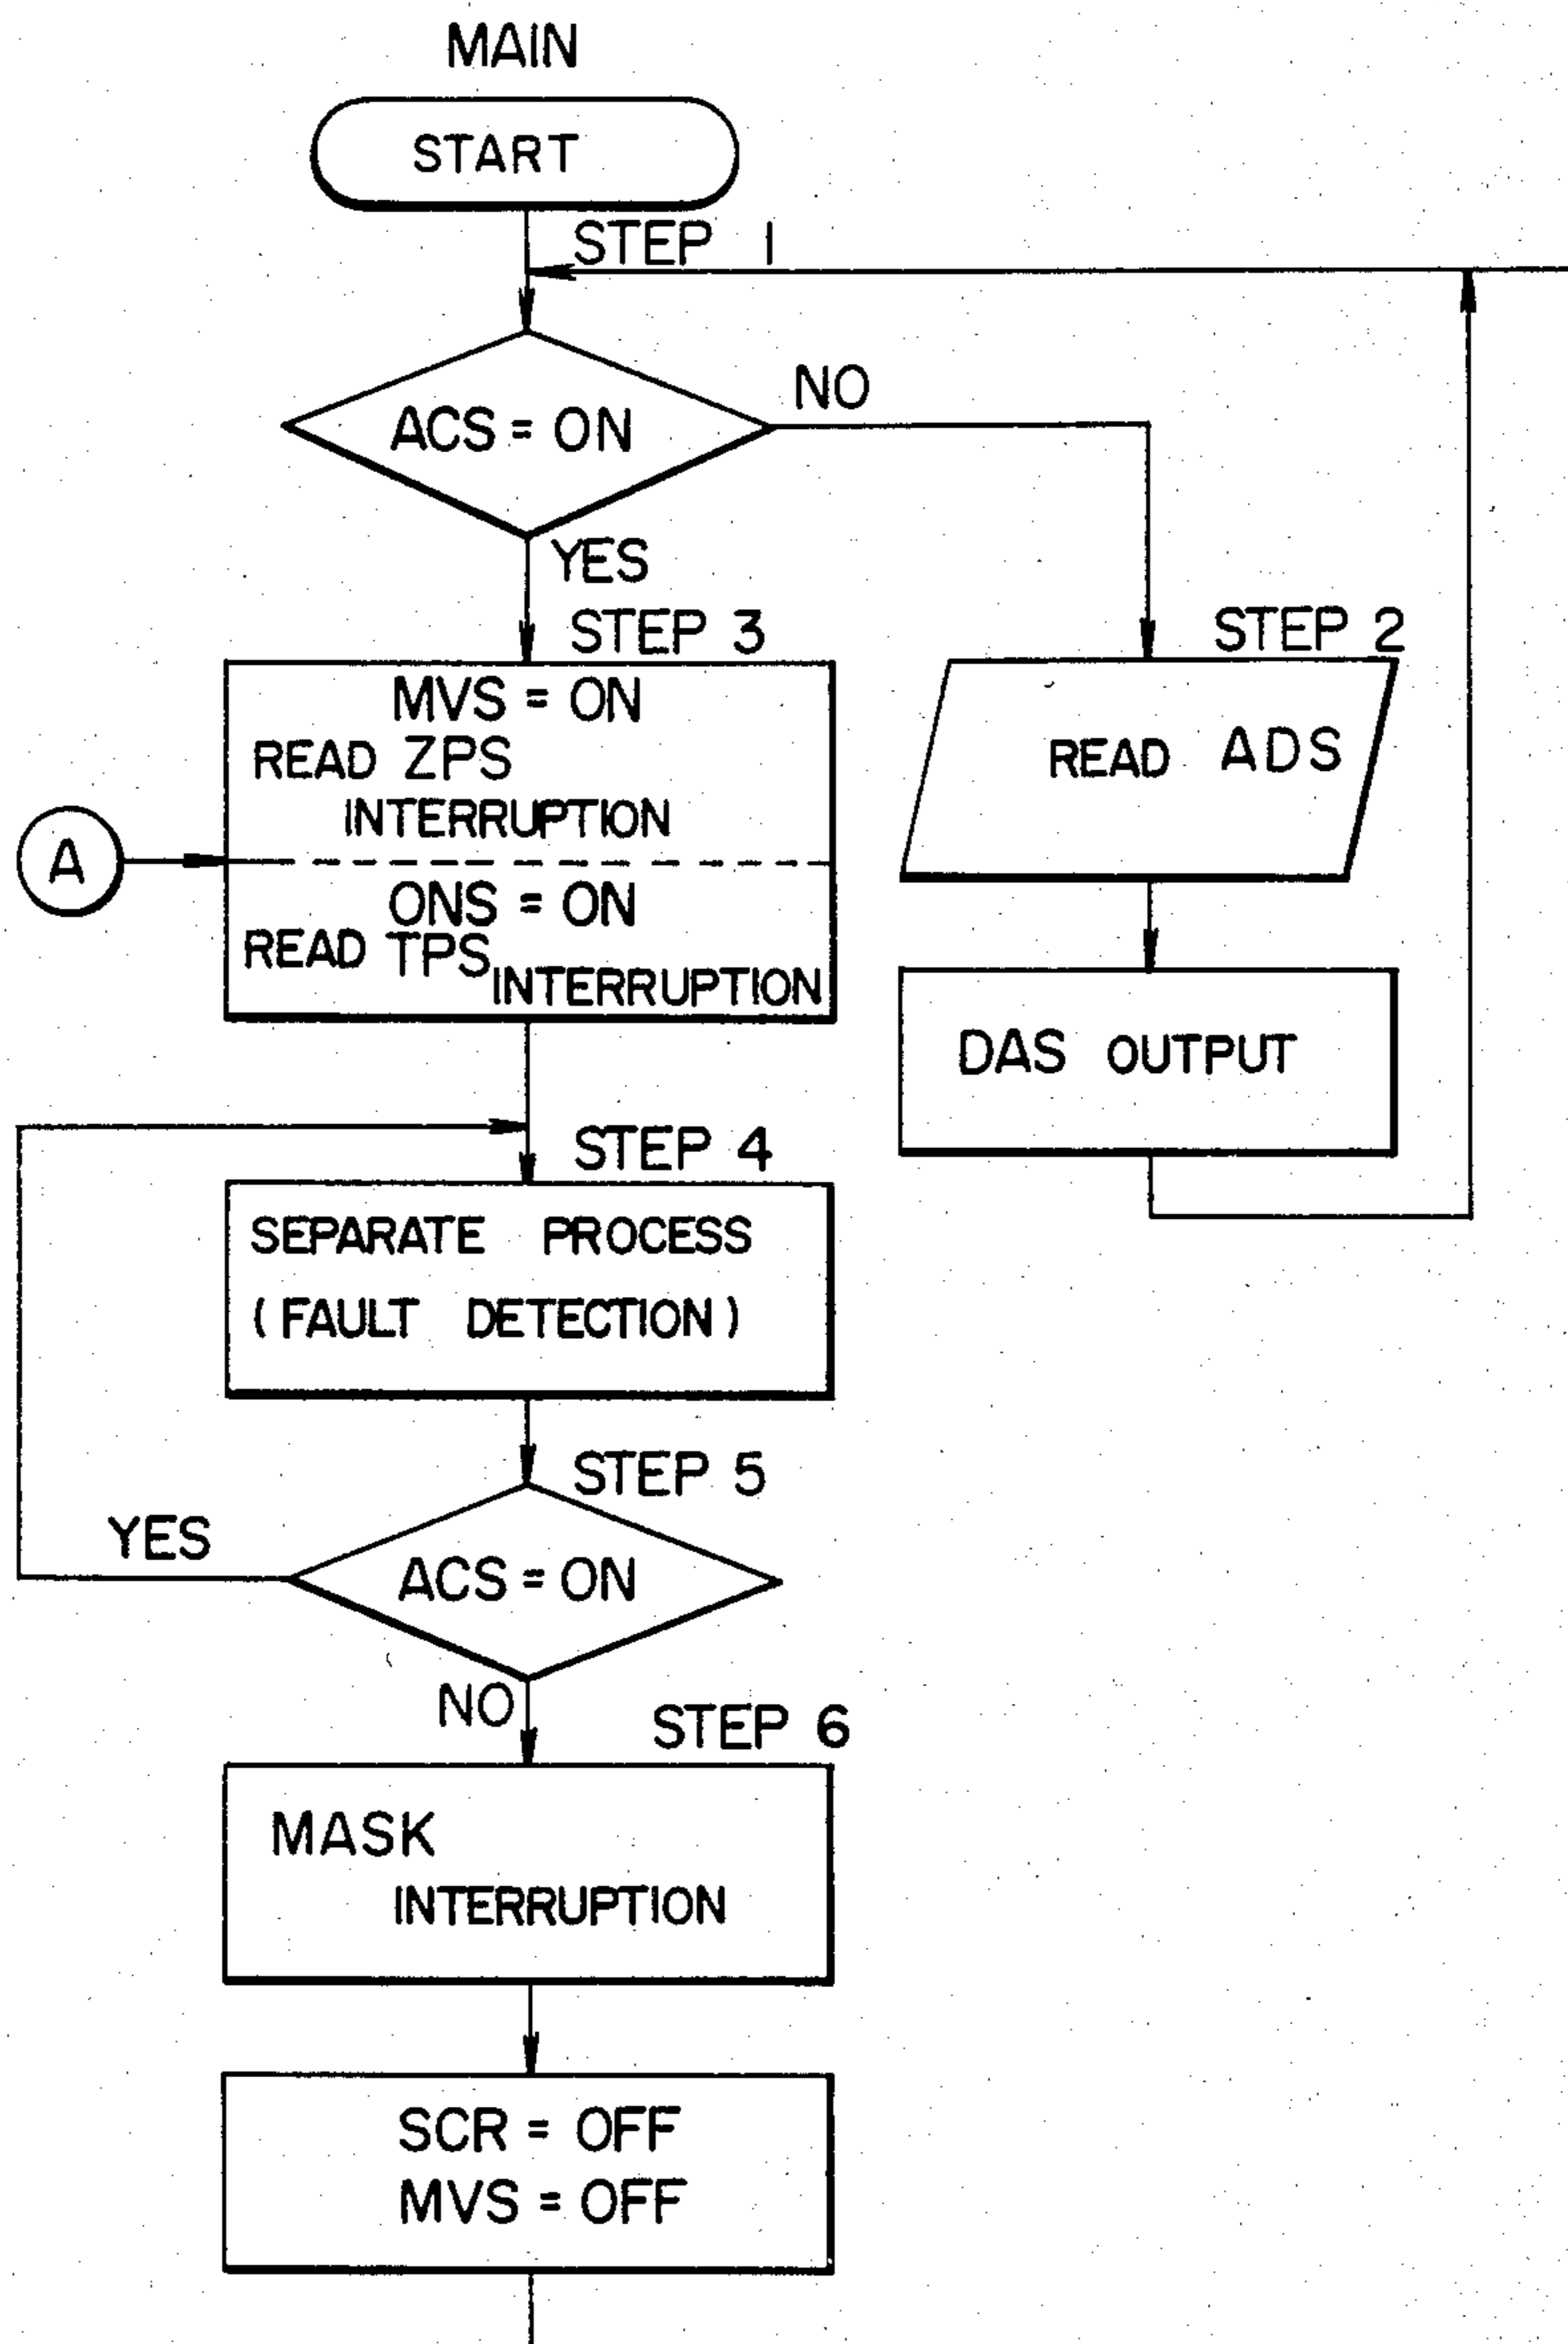 MAIN
START
STEP 1
ACS = ON
NO
YES
STEP 3
MVS = ON
READ ZPS
INTERRUPTION
A
ONS = ON
READ TPS
INTERRUPTION
STEP 2
READ ADS
DAS OUTPUT
STEP 4
SEPARATE PROCESS
(FAULT DETECTION)
STEP 5
YES
ACS = ON
NO
STEP 6
MASK
INTERRUPTION
SCR = OFF
MVS = OFF